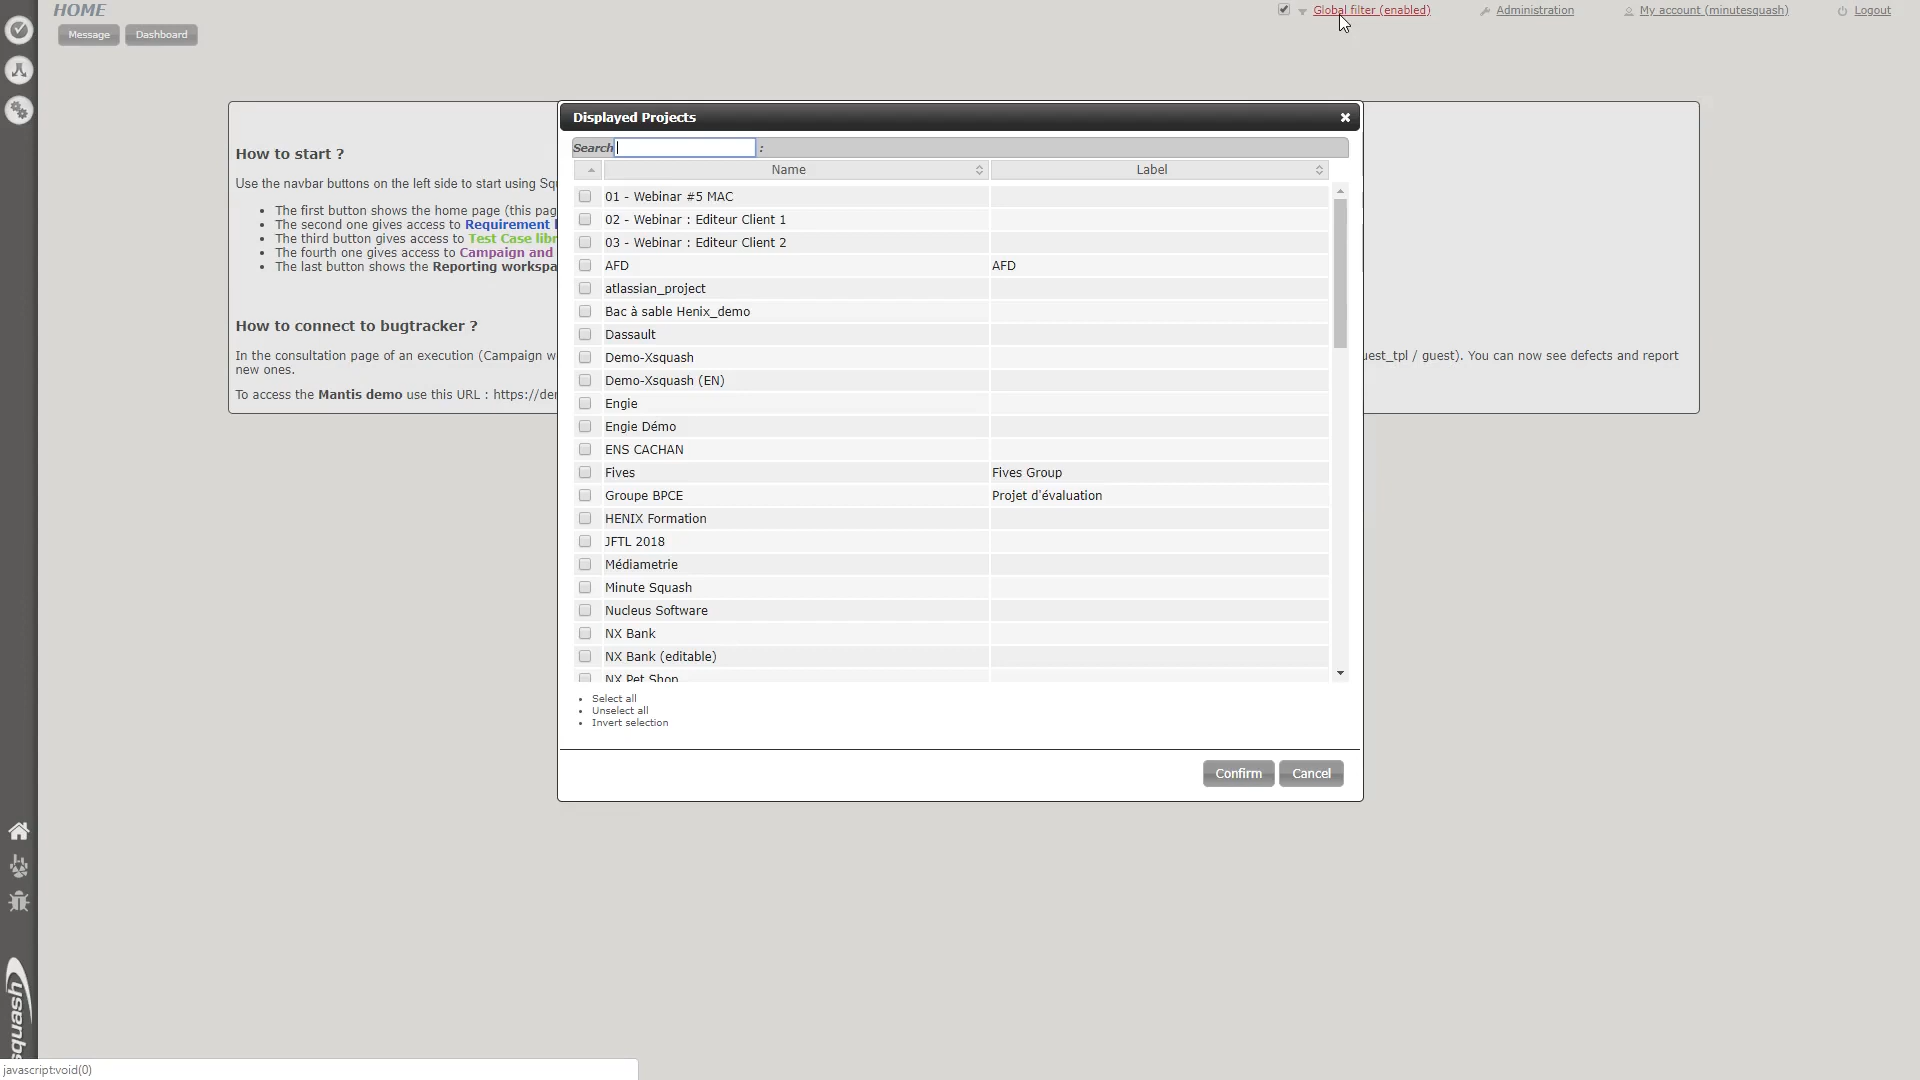 HOME
Global filter (enabled)
Administration
My account (minutesquash)
Logout
Message
Dashboard
Displayed Projects
Search :
Name
Label
01 - Webinar #5 MAC
02 - Webinar : Editeur Client 1
03 - Webinar : Editeur Client 2
AFD AFD
atlassian_project
Bac à sable Henix_demo
Dassault
Demo-Xsquash
Demo-Xsquash (EN)
Engie
Engie Démo
ENS CACHAN
Fives Fives Group
Groupe BPCE Projet d'évaluation
HENIX Formation
JFTL 2018
Médiametrie
Minute Squash
Nucleus Software
NX Bank
NX Bank (editable)
NX Pet Shop
Select all
Unselect all
Invert selection
Confirm
Cancel
How to start ?
Use the navbar buttons on the left side to start using
The first button shows the home page (this
The second one gives access to Requirement
The third button gives access to Test Case
The fourth one gives access to Campaign and
The last button shows the Reporting
How to connect to bugtracker ?
In the consultation page of an execution (Campaign / guest). You can now see defects and report
new ones.
To access the Mantis demo use this URL :
squash
javascript:void(0)